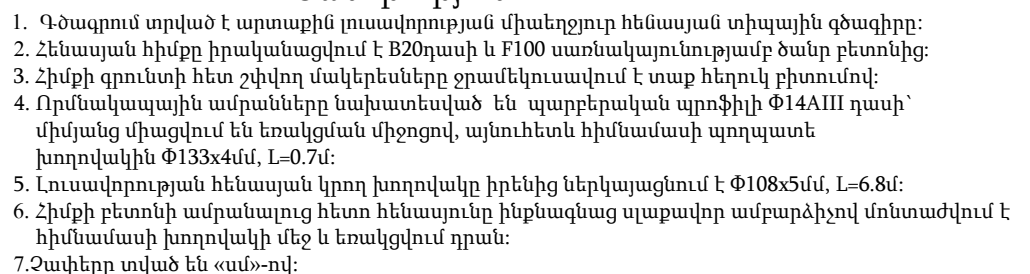 1. Գծագրում տրված է արտաքին լուսավորության միաեղջյուր հենասյան տիպային գծագիրը:
2. Հենասյան հիմքը իրականացվում է B20դասի և F100 սառնակայունությամբ ծանր բետոնից:
3. Հիմքի գրունտի հետ շփվող մակերեսները ջրամեկուսավում է տաք հեղուկ բիտումով:
4. Որմնակապային ամրանները նախատեսված են պարբերական պրոֆիլի Φ14AIII դասի՝
միմյանց միացվում են եռակցման միջոցով, այնուհետև հիմնամասի պողպատե
խողովակին Φ133x4մմ, L=0.7մ:
5. Լուսավորության հենասյան կրող խողովակը իրենից ներկայացնում է Φ108x5մմ, L=6.8մ:
6. Հիմքի բետոնի ամրանալուց հետո հենասյունը ինքնագնաց սլաքավոր ամբարձիչով մոնտաժվում է
հիմնամասի խողովակի մեջ և եռակցվում դրան:
7.Չափերը տված են «սմ»-ով: